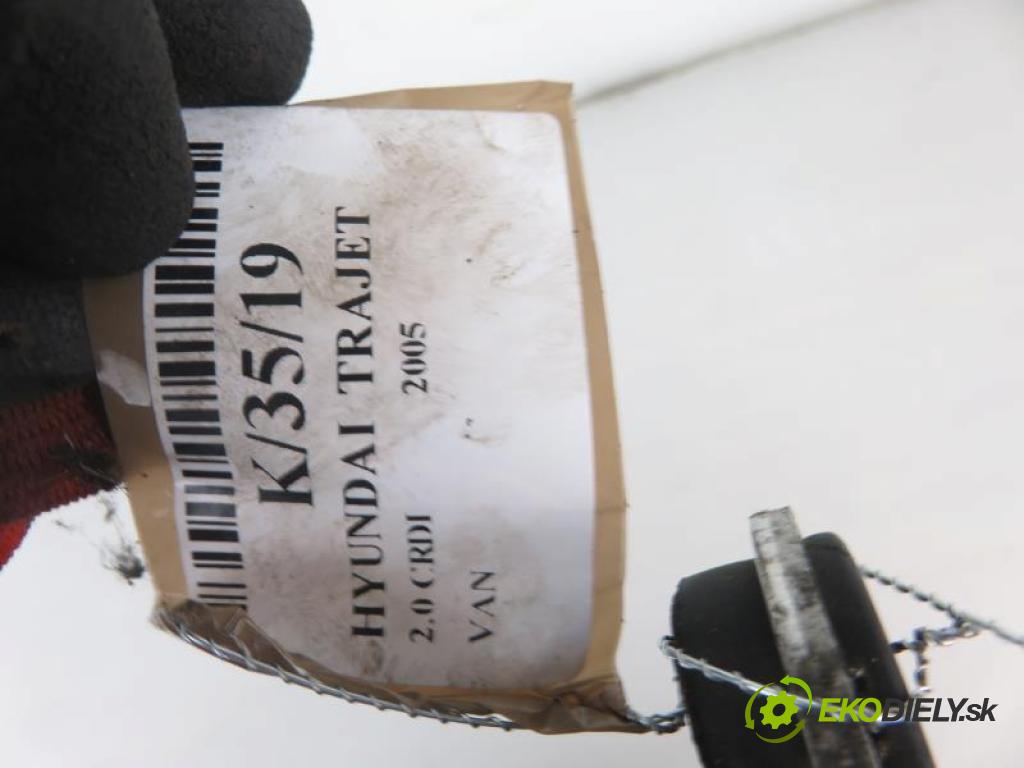 K/35/19
HYUNDAI TRAJET
2.0 CRDI 2005
VAN
EKODIELY.sk